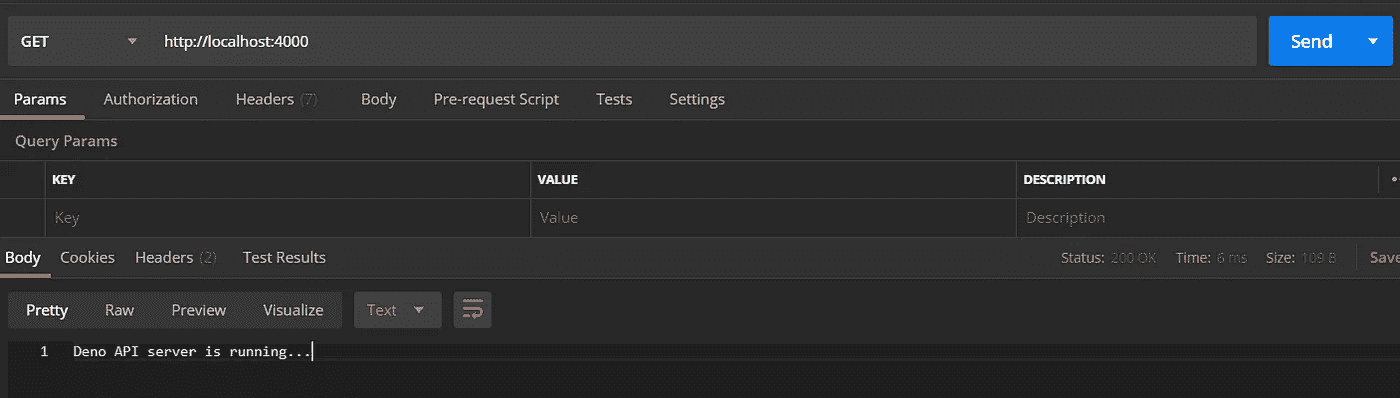 GET http://localhost:4000 Send
Params Authorization Headers (7) Body Pre-request Script Tests Settings
Query Params
KEY VALUE DESCRIPTION
Key Value Description
Body Cookies Headers (2) Test Results Status: 200 OK Time: 6 ms Size: 109 B Save
Pretty Raw Preview Visualize Text
1 Deno API server is running...